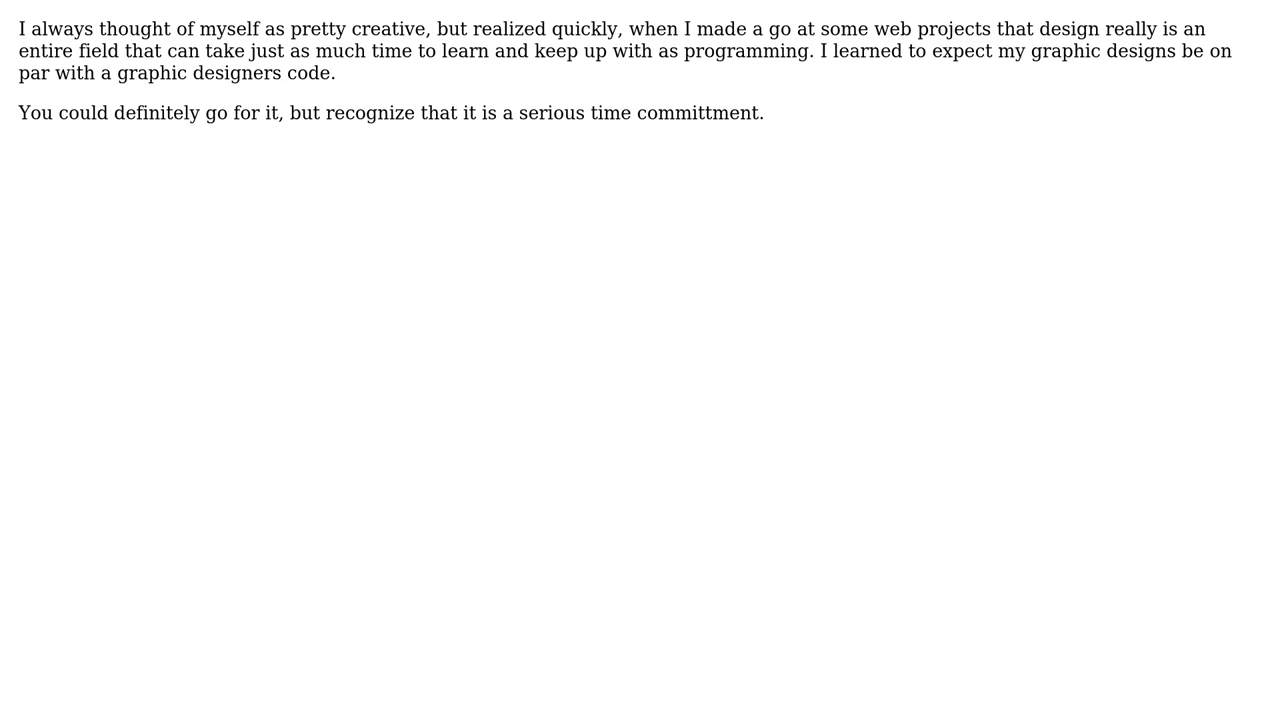 I always thought of myself as pretty creative, but realized quickly, when I made a go at some web projects that design really is an
entire field that can take just as much time to learn and keep up with as programming. I learned to expect my graphic designs be on
par with a graphic designers code.
You could definitely go for it, but recognize that it is a serious time committment.